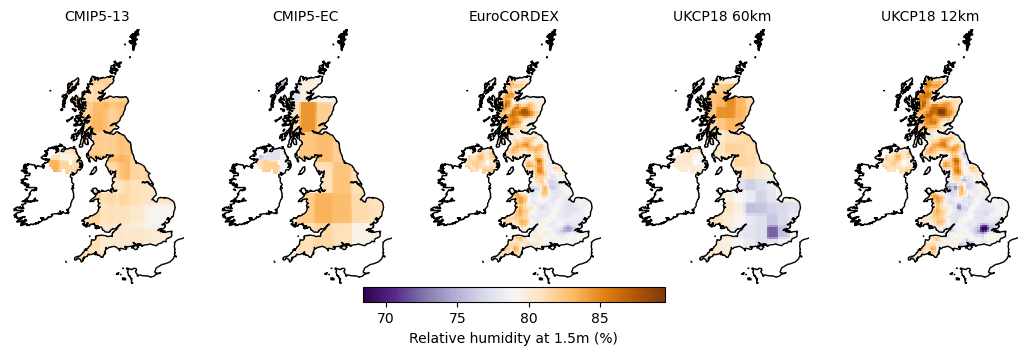 CMIP5-13 CMIP5-EC EuroCORDEX UKCP18 60km UKCP18 12km
70 75 80 85
Relative humidity at 1.5m (%)